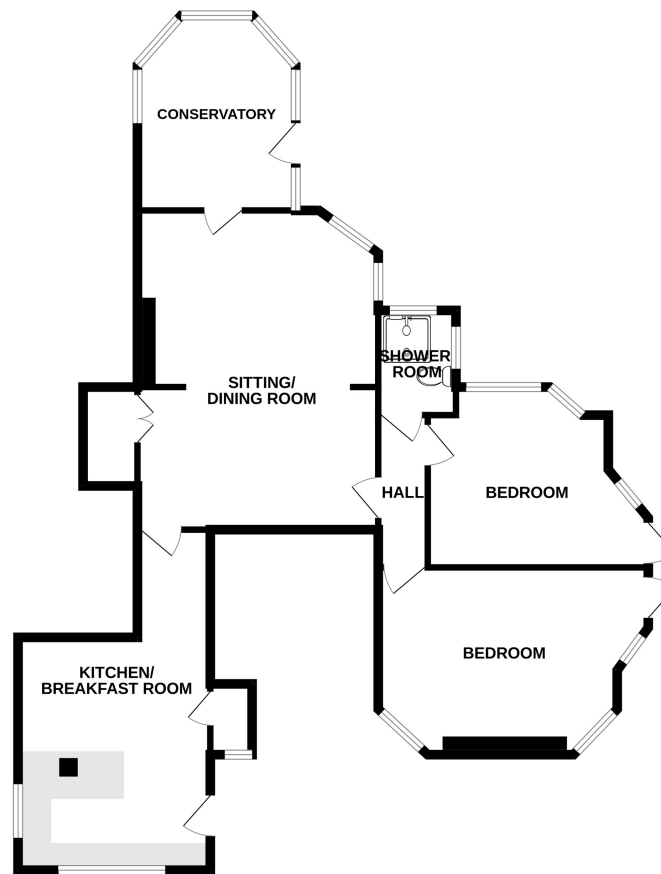 CONSERVATORY
SITTING/
DINING ROOM
SHOWER
ROOM
HALL
BEDROOM
BEDROOM
KITCHEN/
BREAKFAST ROOM